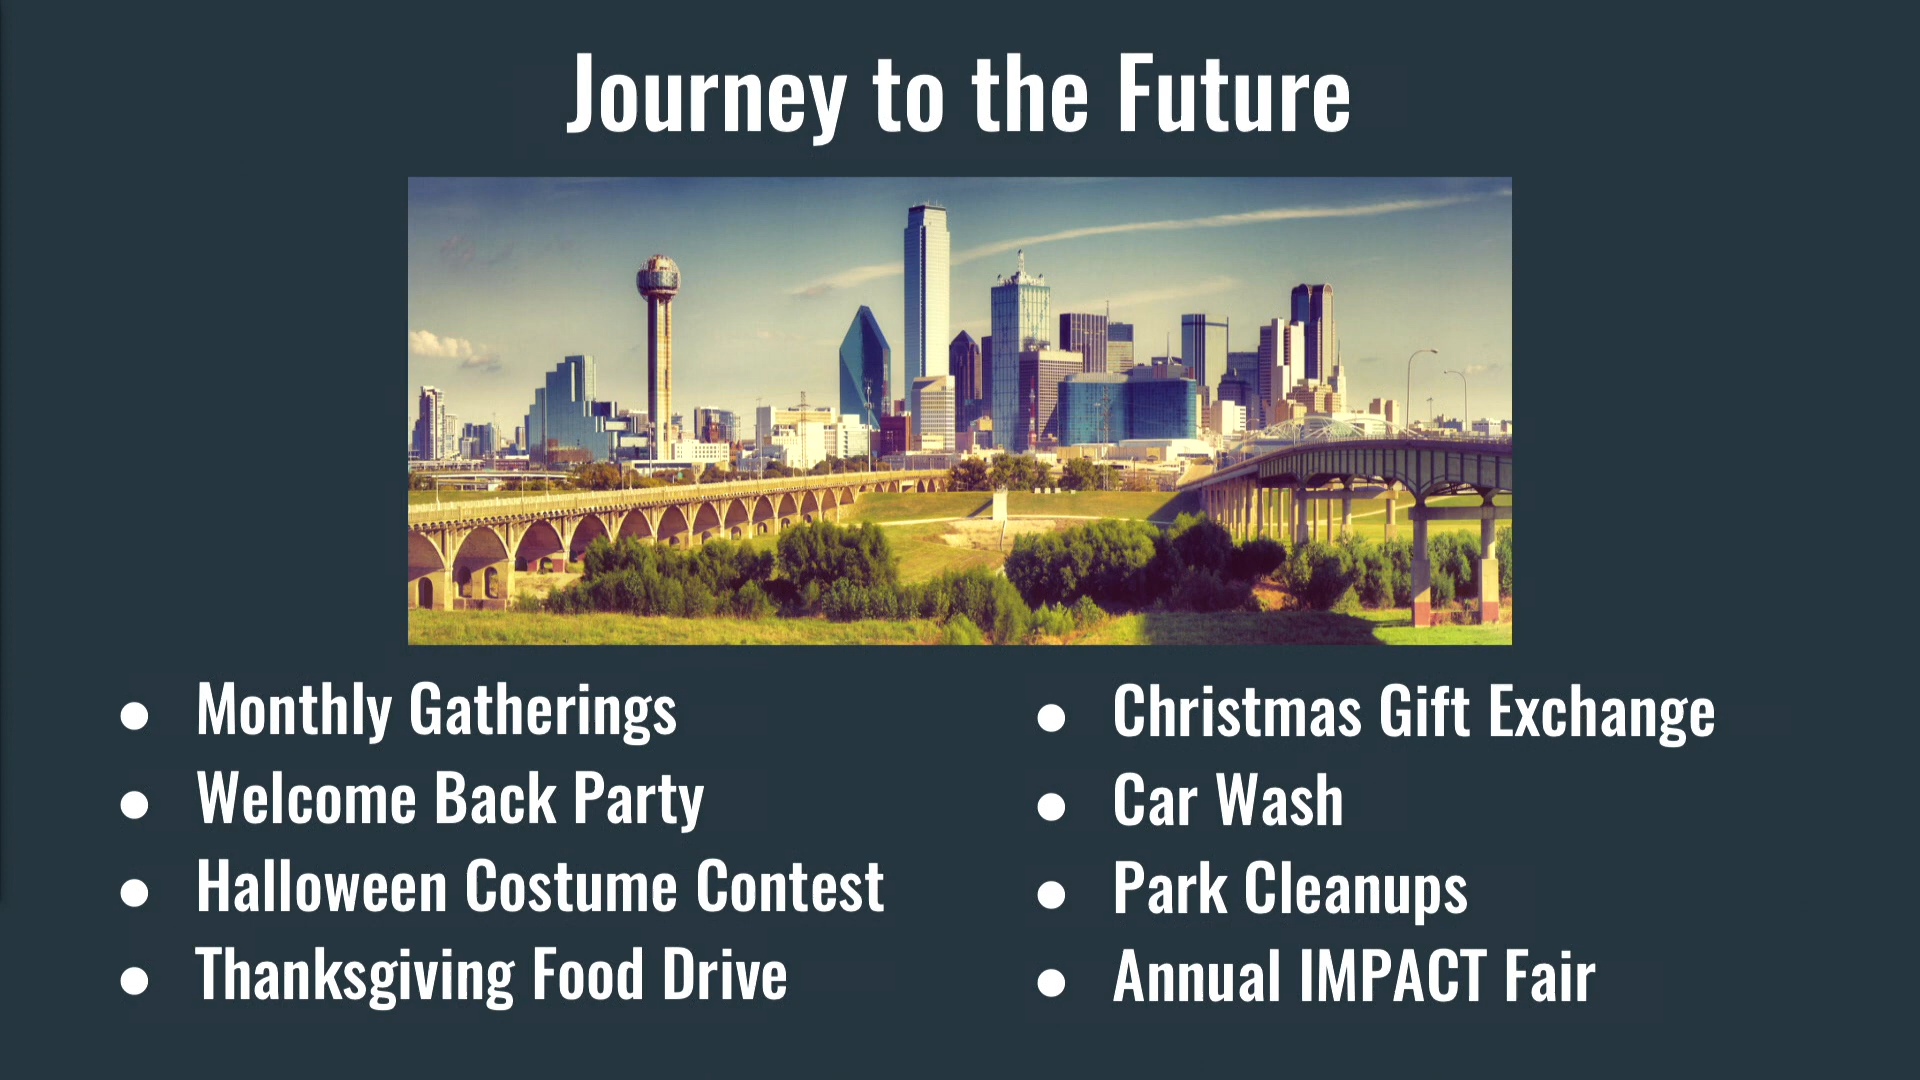 Journey to the Future
● Monthly Gatherings
● Welcome Back Party
● Halloween Costume Contest
● Thanksgiving Food Drive
● Christmas Gift Exchange
● Car Wash
● Park Cleanups
● Annual IMPACT Fair